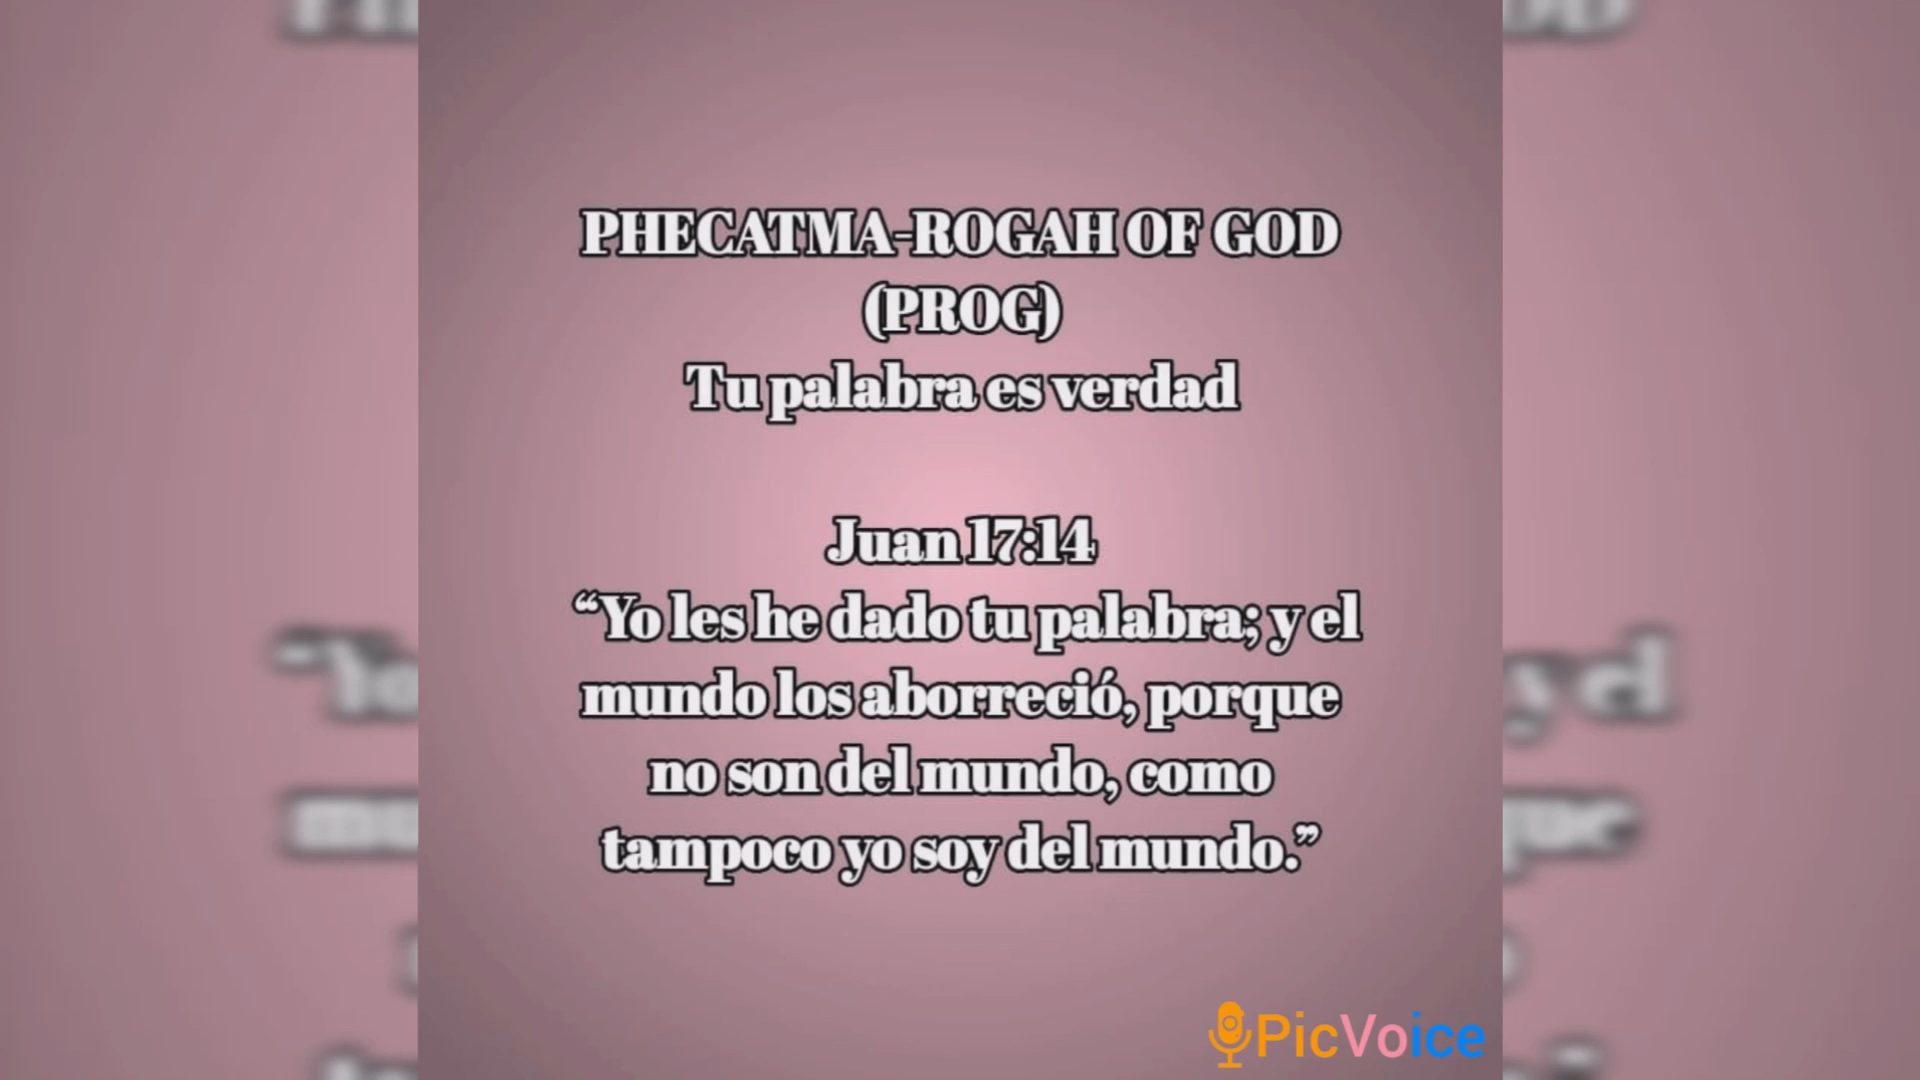 PHECATMA-ROGAH OF GOD
(PROG)
Tu palabra es verdad
Juan 17:14
“Yo les he dado tu palabra; y el
mundo los aborreció, porque
no son del mundo, como
tampoco yo soy del mundo.”
PicVoice